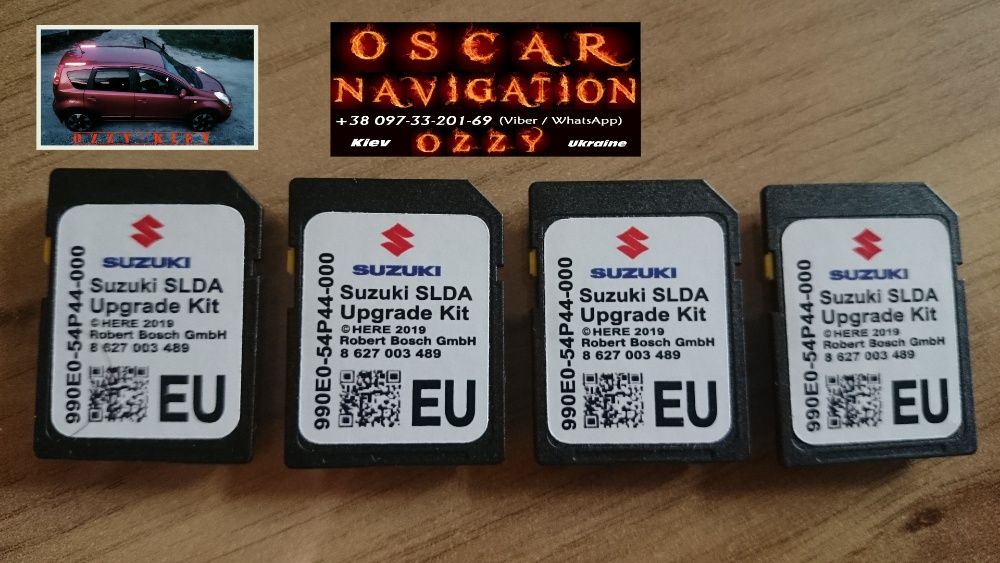 OZZY KIEV
OSCAR
NAVIGATION
+38 097-33-201-69 (Viber / WhatsApp)
Kiev OZZY Ukraine
990E0-54P44-000
SUZUKI
Suzuki SLDA
Upgrade Kit
©HERE 2019
Robert Bosch GmbH
8 627 003 489
EU
990E0-54P44-000
SUZUKI
Suzuki SLDA
Upgrade Kit
©HERE 2019
Robert Bosch GmbH
8 627 003 489
EU
990E0-54P44-000
SUZUKI
Suzuki SLDA
Upgrade Kit
©HERE 2019
Robert Bosch GmbH
8 627 003 489
EU
990E0-54P44-000
SUZUKI
Suzuki SLDA
Upgrade Kit
©HERE 2019
Robert Bosch GmbH
8 627 003 489
EU